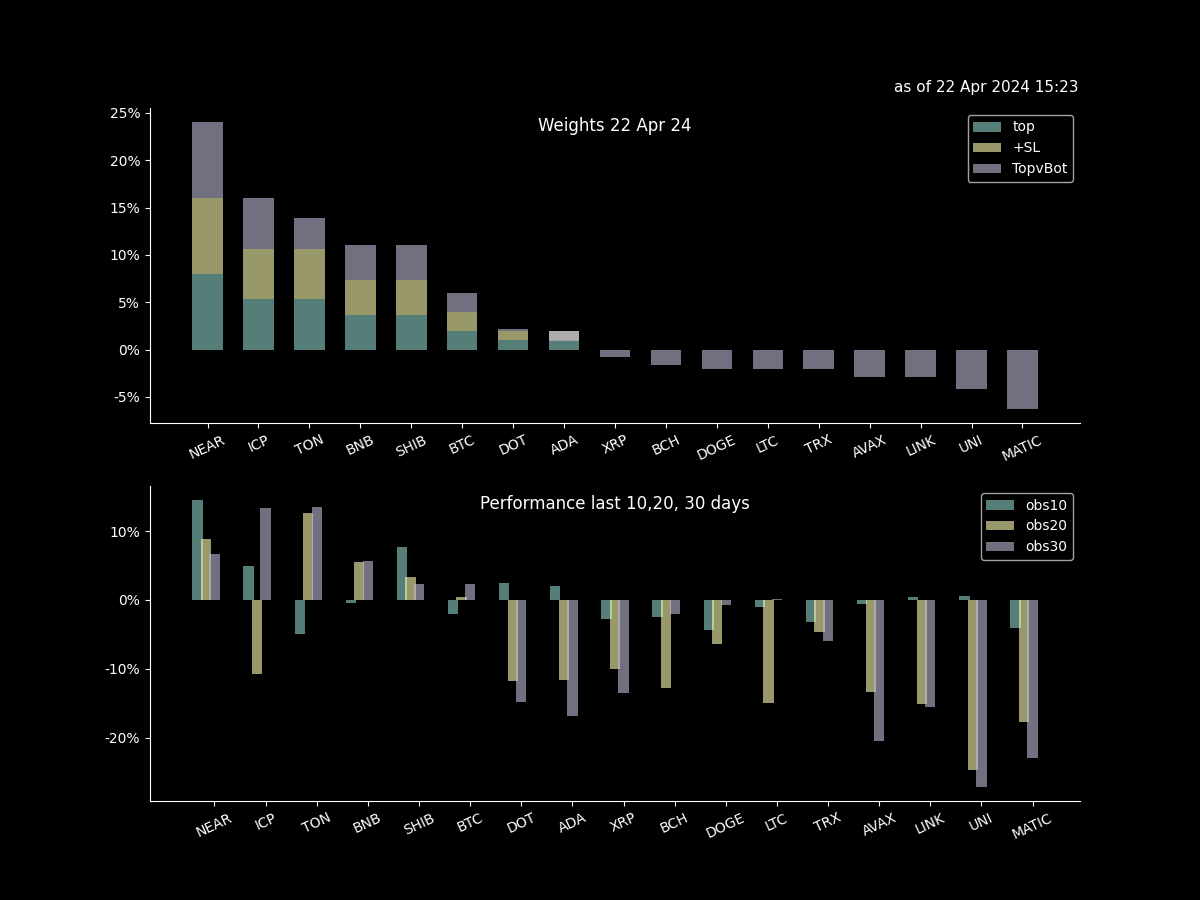 as of 22 Apr 2024 15:23
Weights 22 Apr 24
top
+SL
TopvBot
25%
20%
15%
10%
5%
0%
-5%
NEAR ICP TON BNB SHIB BTC DOT ADA XRP BCH DOGE LTC TRX AVAX LINK UNI MATIC
Performance last 10,20, 30 days
obs10
obs20
obs30
10%
0%
-10%
-20%
NEAR ICP TON BNB SHIB BTC DOT ADA XRP BCH DOGE LTC TRX AVAX LINK UNI MATIC